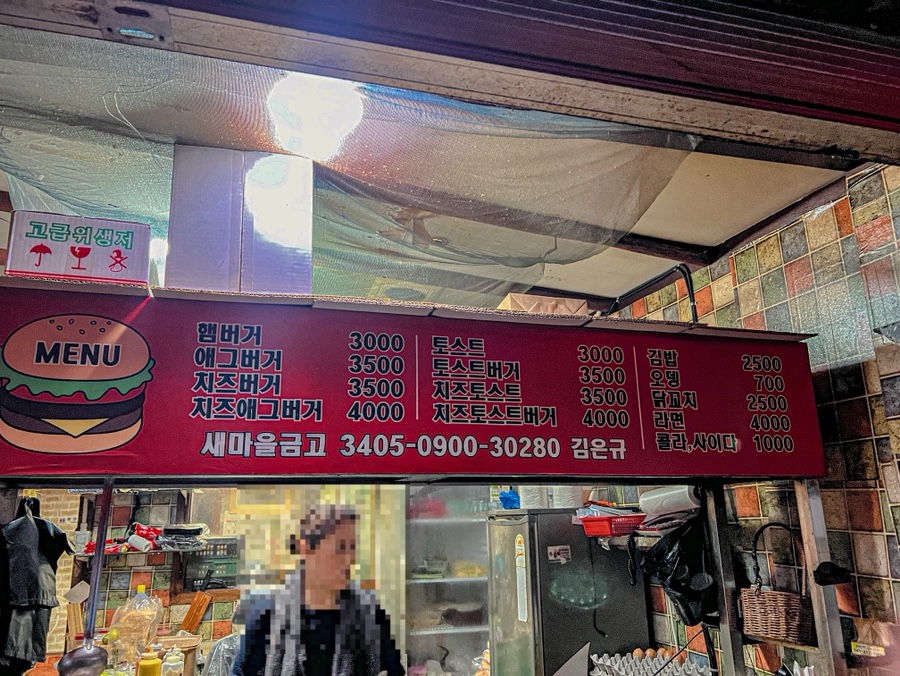 고급위생저
MENU
햄버거 3000
애그버거 3500
치즈버거 3500
치즈애그버거 4000
토스트 3000
토스트버거 3500
치즈토스트 3500
치즈토스트버거 4000
김밥 2500
오뎅 700
닭꼬치 2500
라면 4000
콜라,사이다 1000
새마을금고 3405-0900-30280 김은규